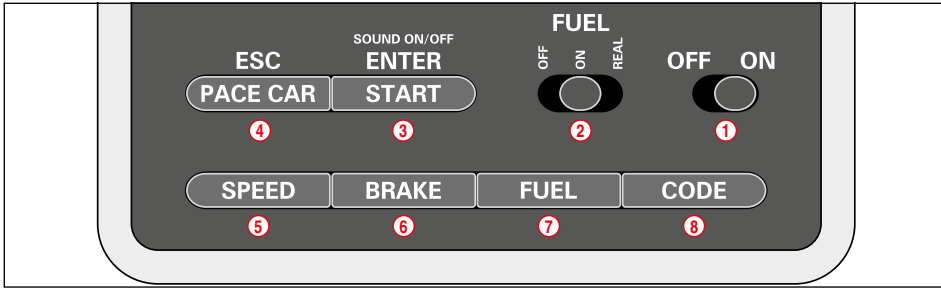 FUEL
SOUND ON/OFF
OFF ON REAL
ESC ENTER OFF ON
PACE CAR START
4 3 2 1
SPEED BRAKE FUEL CODE
5 6 7 8